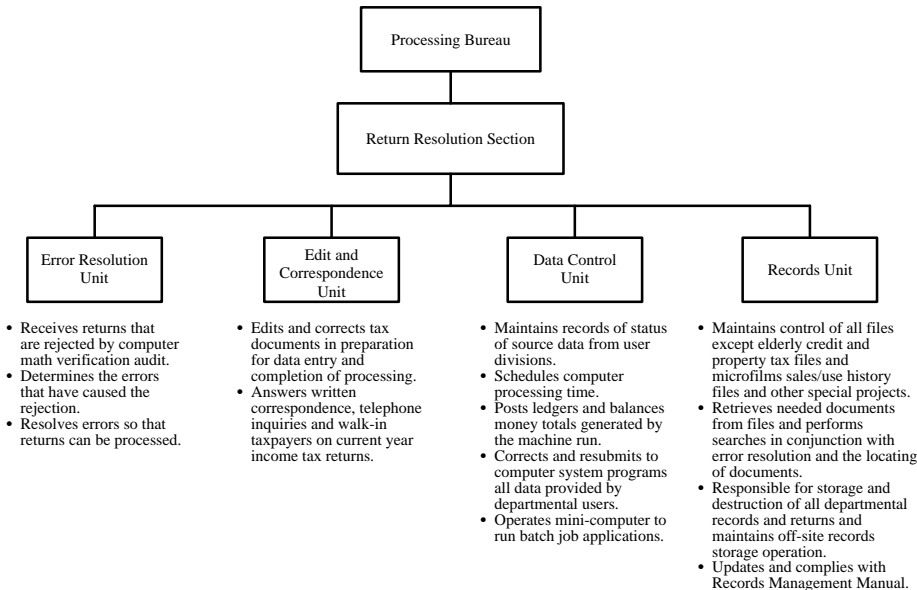 Processing Bureau
Return Resolution Section
Error Resolution
Unit
Edit and
Correspondence
Unit
Data Control
Unit
Records Unit
• Receives returns that
are rejected by computer
math verification audit.
• Determines the errors
that have caused the
rejection.
• Resolves errors so that
returns can be processed.
• Edits and corrects tax
documents in preparation
for data entry and
completion of processing.
• Answers written
correspondence, telephone
inquiries and walk-in
taxpayers on current year
income tax returns.
• Maintains records of status
of source data from user
divisions.
• Schedules computer
processing time.
• Posts ledgers and balances
money totals generated by
the machine run.
• Corrects and resubmits to
computer system programs
all data provided by
departmental users.
• Operates mini-computer to
run batch job applications.
• Maintains control of all files
except elderly credit and
property tax files and
microfilms sales/use history
files and other special projects.
• Retrieves needed documents
from files and performs
searches in conjunction with
error resolution and the locating
of documents.
• Responsible for storage and
destruction of all departmental
records and returns and
maintains off-site records
storage operation.
• Updates and complies with
Records Management Manual.